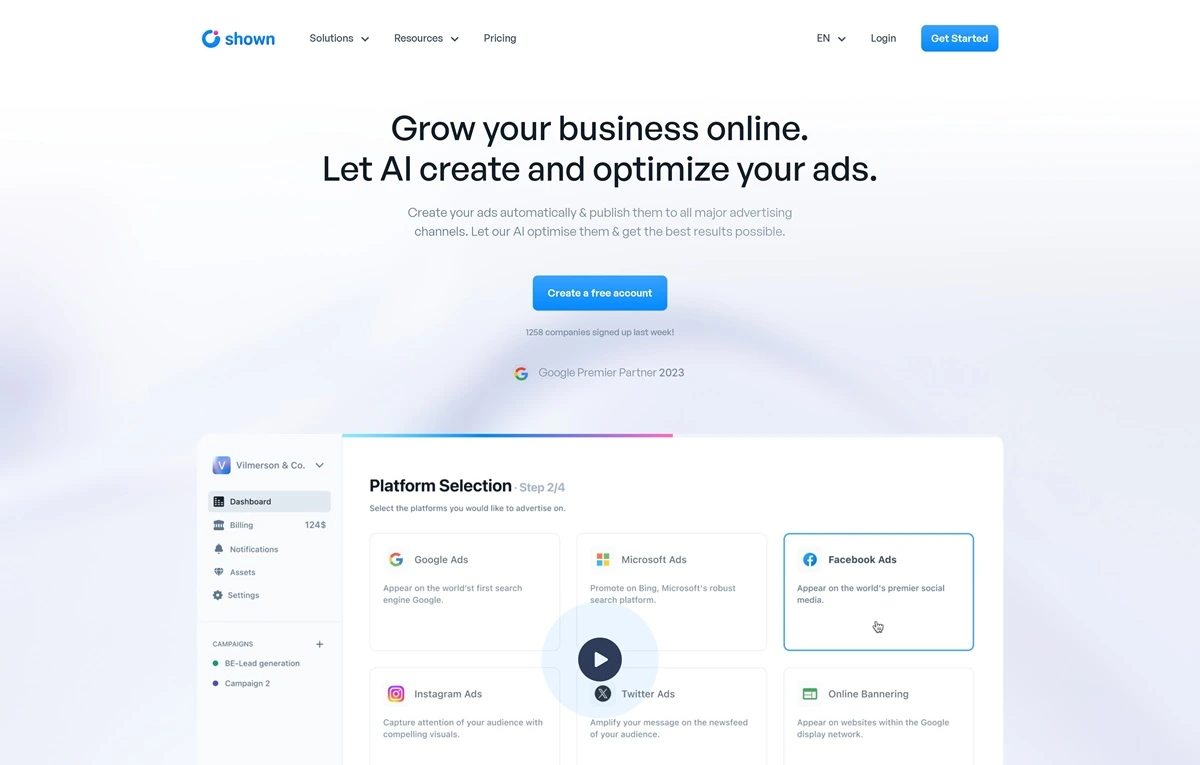 shown
Solutions
Resources
Pricing
EN
Login
Get Started
Grow your business online.
Let AI create and optimize your ads.
Create your ads automatically & publish them to all major advertising
channels. Let our AI optimise them & get the best results possible.
Create a free account
1258 companies signed up last week!
Google Premier Partner 2023
V
Vilmerson & Co.
Dashboard
Billing
124$
Notifications
Assets
Settings
CAMPAIGNS
+
BE-Lead generation
Campaign 2
Platform Selection · Step 2/4
Select the platforms you would like to advertise on.
Google Ads
Appear on the world'st first search
engine Google.
Microsoft Ads
Promote on Bing, Microsoft's robust
search platform.
Facebook Ads
Appear on the world's premier social
media.
Instagram Ads
Capture attention of your audience with
compelling visuals.
Twitter Ads
Amplify your message on the newsfeed
of your audience.
Online Bannering
Appear on websites within the Google
display network.